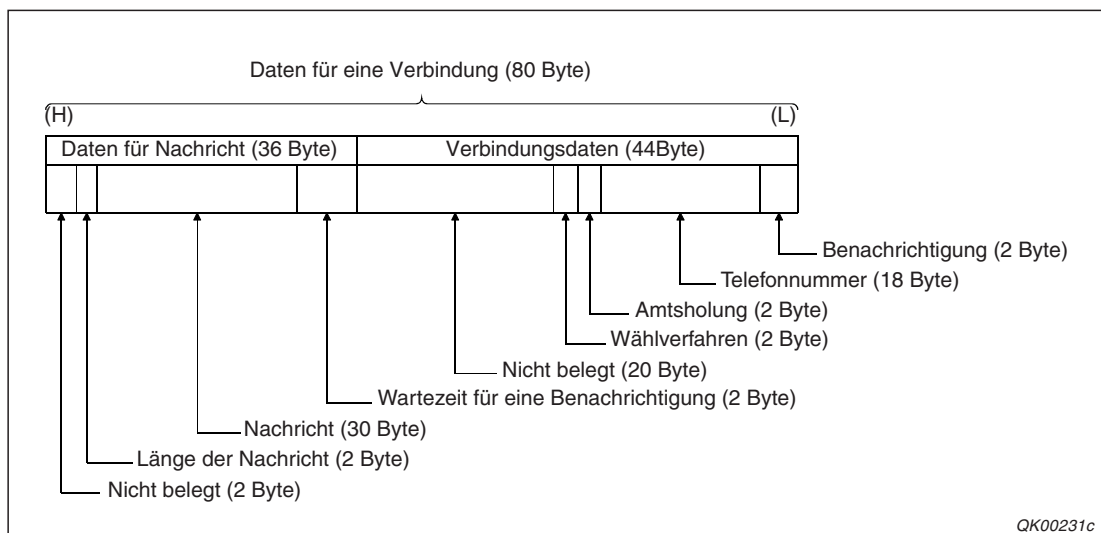 Daten für eine Verbindung (80 Byte)
(H) (L)
Daten für Nachricht (36 Byte) Verbindungsdaten (44Byte)
Benachrichtigung (2 Byte)
Telefonnummer (18 Byte)
Amtsholung (2 Byte)
Wählverfahren (2 Byte)
Nicht belegt (20 Byte)
Wartezeit für eine Benachrichtigung (2 Byte)
Nachricht (30 Byte)
Länge der Nachricht (2 Byte)
Nicht belegt (2 Byte)
QK00231c